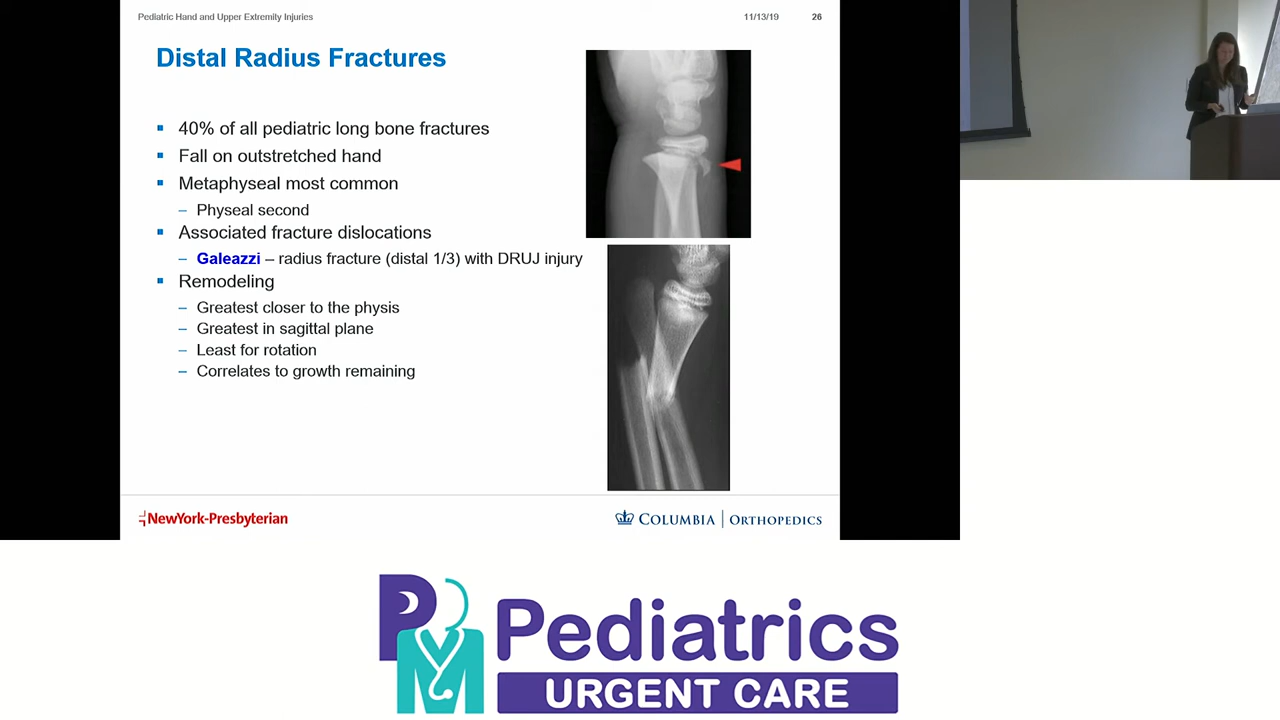 Pediatric Hand and Upper Extremity Injuries
11/13/19
26
Distal Radius Fractures
▪ 40% of all pediatric long bone fractures
▪ Fall on outstretched hand
▪ Metaphyseal most common
– Physeal second
▪ Associated fracture dislocations
– Galeazzi – radius fracture (distal 1/3) with DRUJ injury
▪ Remodeling
– Greatest closer to the physis
– Greatest in sagittal plane
– Least for rotation
– Correlates to growth remaining
NewYork-Presbyterian
COLUMBIA | ORTHOPEDICS
PM Pediatrics
URGENT CARE